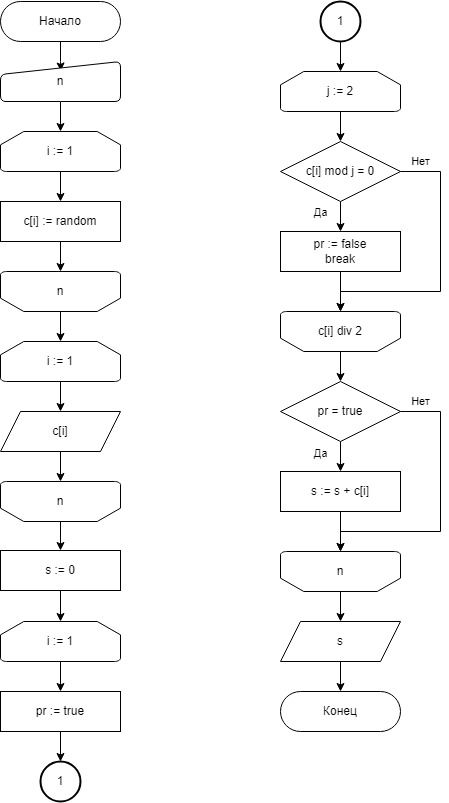 Начало
n
i := 1
c[i] := random
n
i := 1
c[i]
n
s := 0
i := 1
pr := true
1
1
j := 2
c[i] mod j = 0
Нет
Да
pr := false
break
c[i] div 2
pr = true
Нет
Да
s := s + c[i]
n
s
Конец